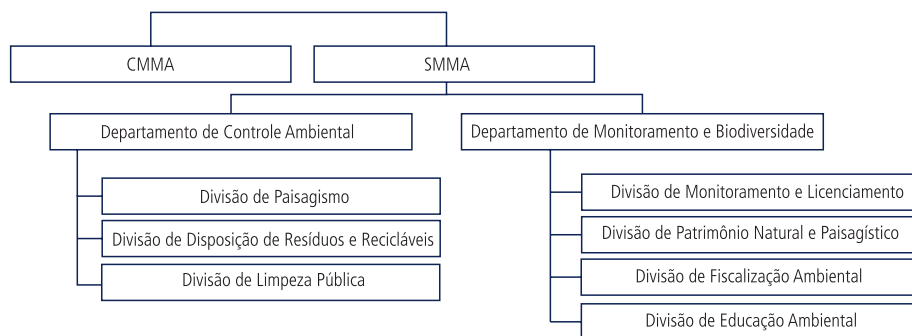 CMMA
SMMA
Departamento de Controle Ambiental
Departamento de Monitoramento e Biodiversidade
Divisão de Paisagismo
Divisão de Disposição de Resíduos e Recicláveis
Divisão de Limpeza Pública
Divisão de Monitoramento e Licenciamento
Divisão de Patrimônio Natural e Paisagístico
Divisão de Fiscalização Ambiental
Divisão de Educação Ambiental